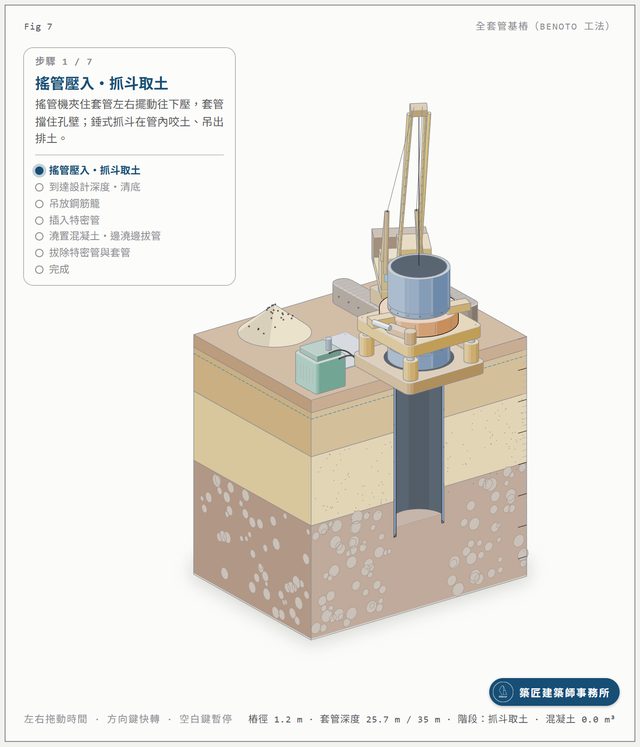 Fig 7
全套管基樁（BENOTO 工法）
步驟 1 / 7
搖管壓入・抓斗取土
搖管機夾住套管左右擺動往下壓，套管
擋住孔壁；錘式抓斗在管內咬土、吊出
排土。
搖管壓入・抓斗取土
到達設計深度・清底
吊放鋼筋籠
插入特密管
澆置混凝土・邊澆邊拔管
拔除特密管與套管
完成
築匠建築師事務所
左右拖動時間 · 方向鍵快轉 · 空白鍵暫停
樁徑 1.2 m · 套管深度 25.7 m / 35 m · 階段：抓斗取土 · 混凝土 0.0 m³